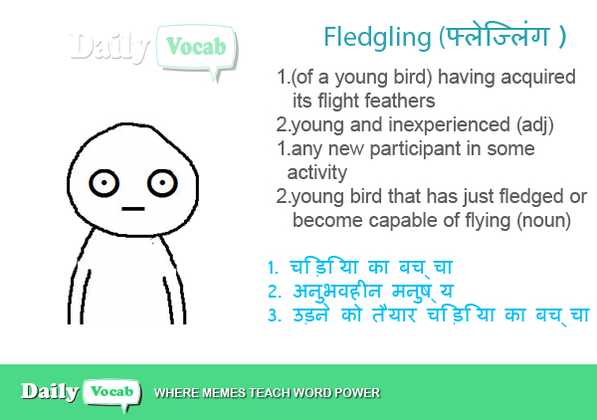 Daily Vocab
Fledgling (फ्लेज्लिंग )
1.(of a young bird) having acquired
its flight feathers
2.young and inexperienced (adj)
1.any new participant in some
activity
2.young bird that has just fledged or
become capable of flying (noun)
1. चिड़िया का बच्चा
2. अनुभवहीन मनुष्य
3. उड़ने को तैयार चिड़िया का बच्चा
Daily Vocab WHERE MEMES TEACH WORD POWER